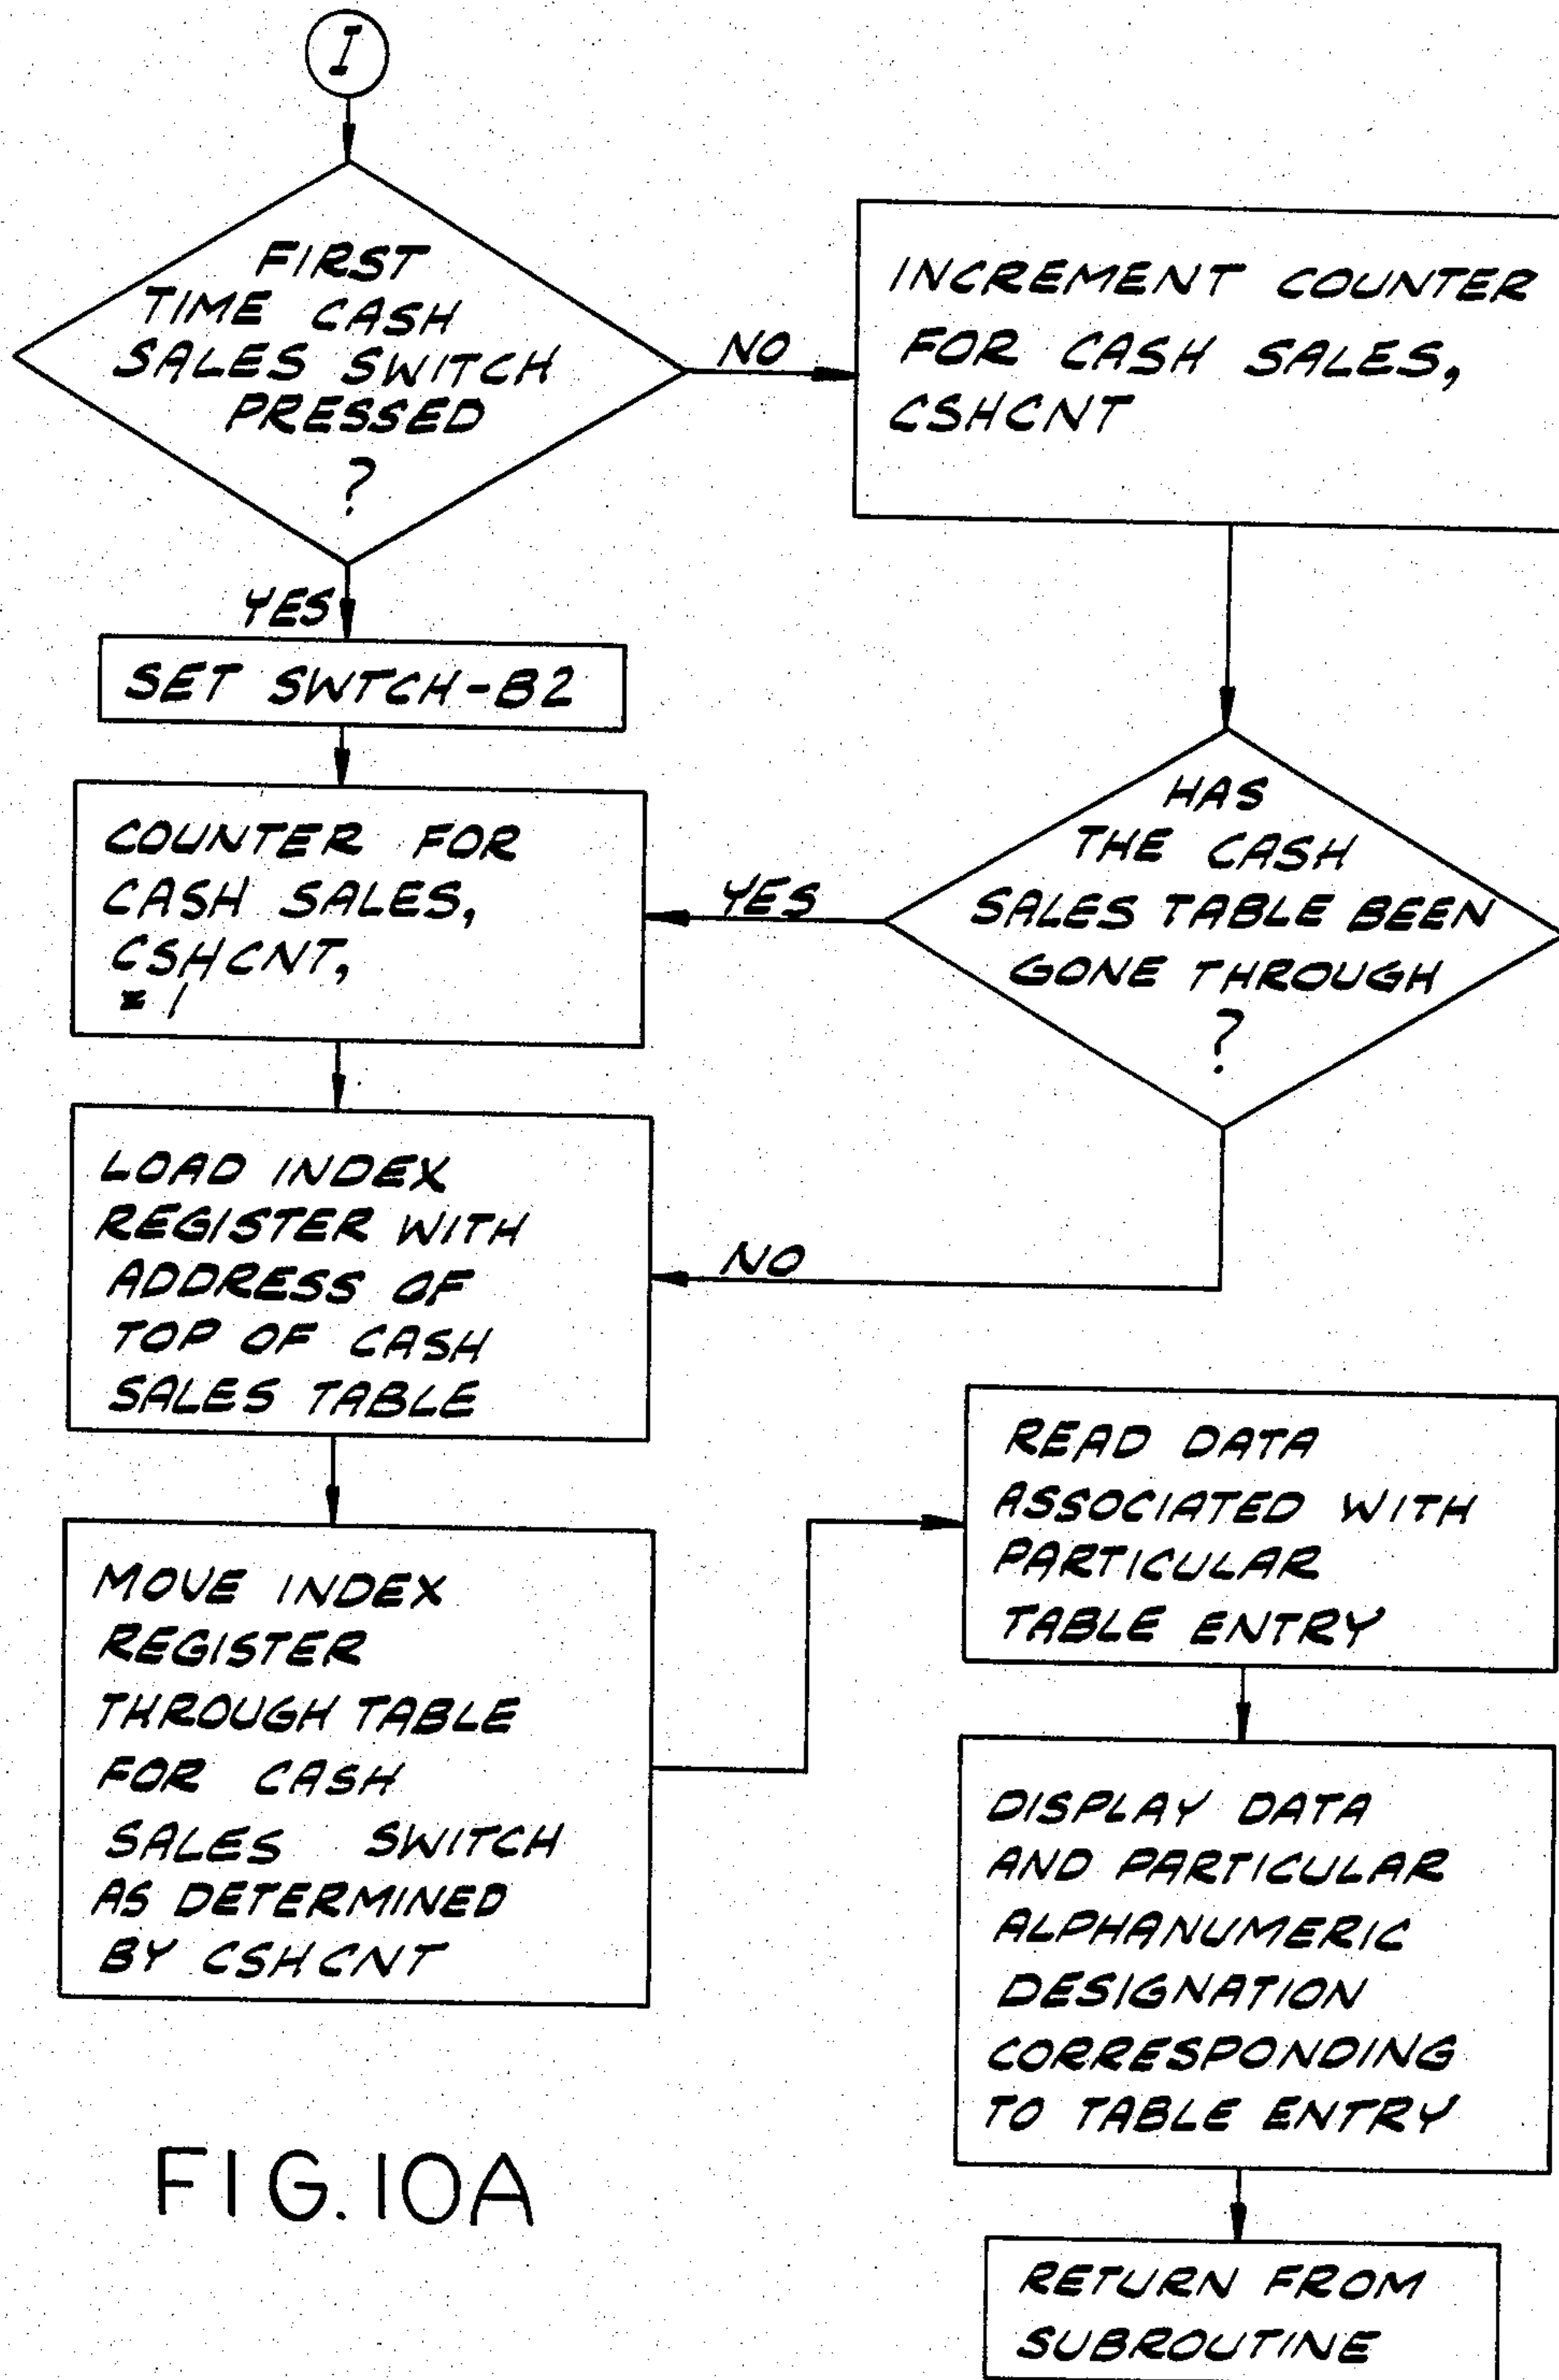 I
FIRST
TIME CASH
SALES SWITCH
PRESSED
?
NO
INCREMENT COUNTER
FOR CASH SALES,
CSHCNT
YES
SET SWTCH-B2
COUNTER FOR
CASH SALES,
CSHCNT,
= 1
YES
HAS
THE CASH
SALES TABLE BEEN
GONE THROUGH
?
NO
LOAD INDEX
REGISTER WITH
ADDRESS OF
TOP OF CASH
SALES TABLE
MOVE INDEX
REGISTER
THROUGH TABLE
FOR CASH
SALES SWITCH
AS DETERMINED
BY CSHCNT
READ DATA
ASSOCIATED WITH
PARTICULAR
TABLE ENTRY
DISPLAY DATA
AND PARTICULAR
ALPHANUMERIC
DESIGNATION
CORRESPONDING
TO TABLE ENTRY
RETURN FROM
SUBROUTINE
FIG. 10A